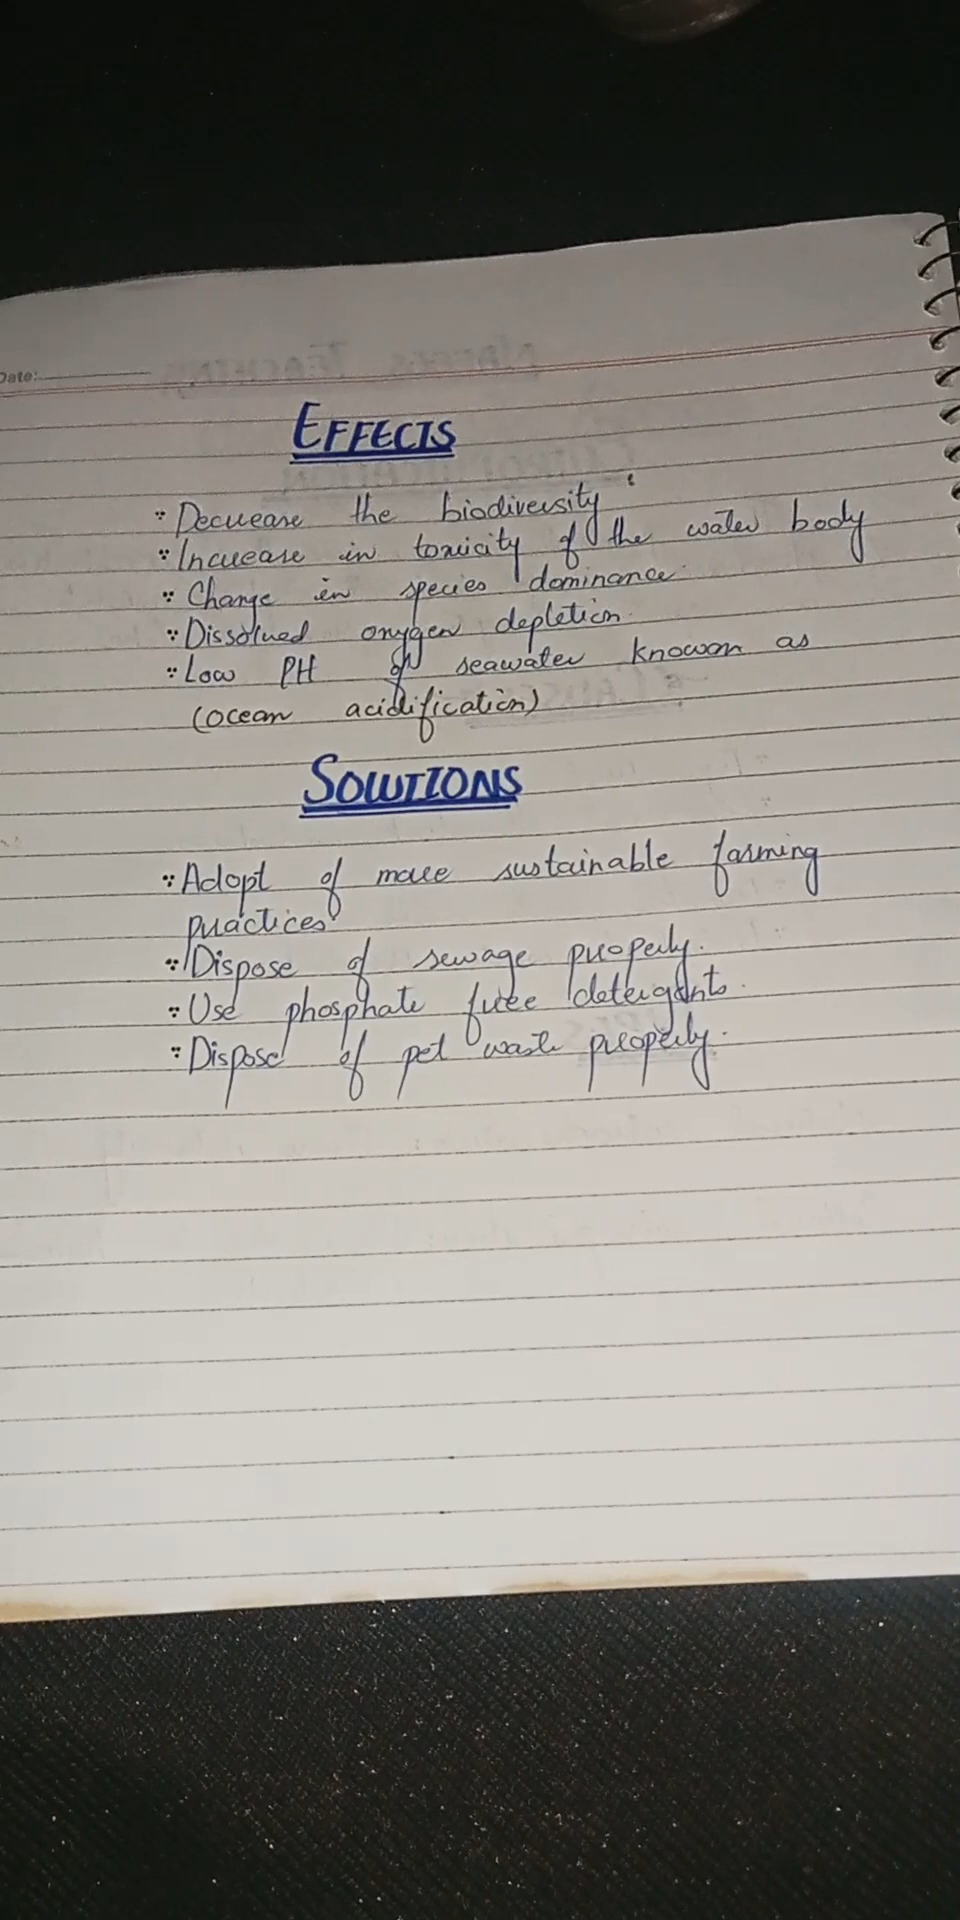 Date:
EFFECTS
Decrease the biodiversity
Increase in toxicity of the water body
Change in species dominance.
Dissolved oxygen depletion.
Low PH of seawater knowon as
(ocean acidification)
SOLUTIONS
Adopt of more sustainable farming
practices
Dispose of sewage properly.
Use phosphate free detergents.
Dispose of pet waste properly.